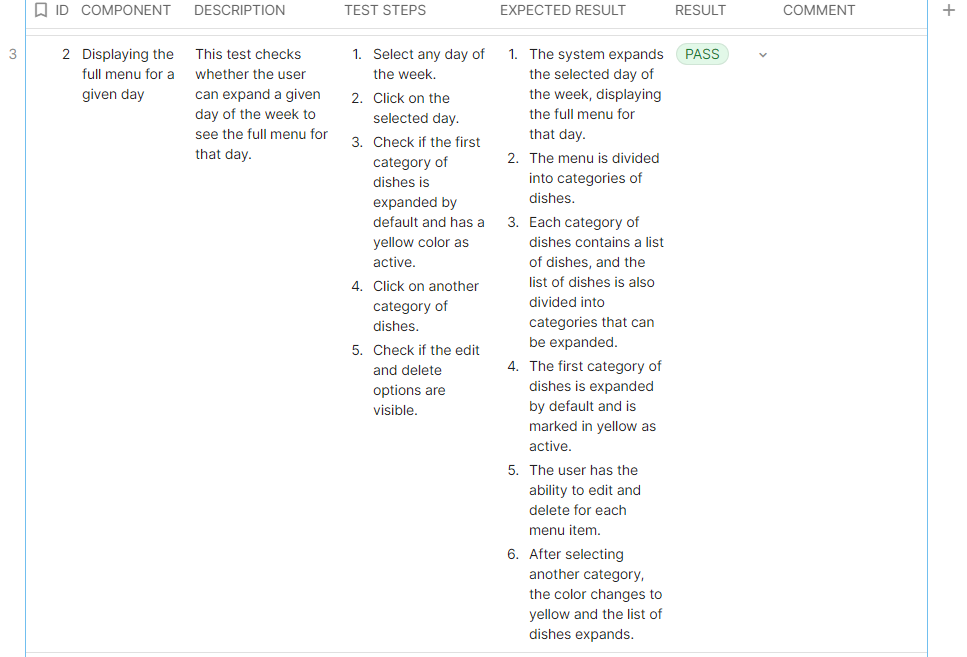 ID COMPONENT DESCRIPTION TEST STEPS EXPECTED RESULT RESULT COMMENT
3
2
Displaying the
full menu for a
given day
This test checks
whether the user
can expand a given
day of the week to
see the full menu for
that day.
1. Select any day of
the week.
2. Click on the
selected day.
3. Check if the first
category of
dishes is
expanded by
default and has a
yellow color as
active.
4. Click on another
category of
dishes.
5. Check if the edit
and delete
options are
visible.
1. The system expands
the selected day of
the week, displaying
the full menu for
that day.
2. The menu is divided
into categories of
dishes.
3. Each category of
dishes contains a list
of dishes, and the
list of dishes is also
divided into
categories that can
be expanded.
4. The first category of
dishes is expanded
by default and is
marked in yellow as
active.
5. The user has the
ability to edit and
delete for each
menu item.
6. After selecting
another category,
the color changes to
yellow and the list of
dishes expands.
PASS